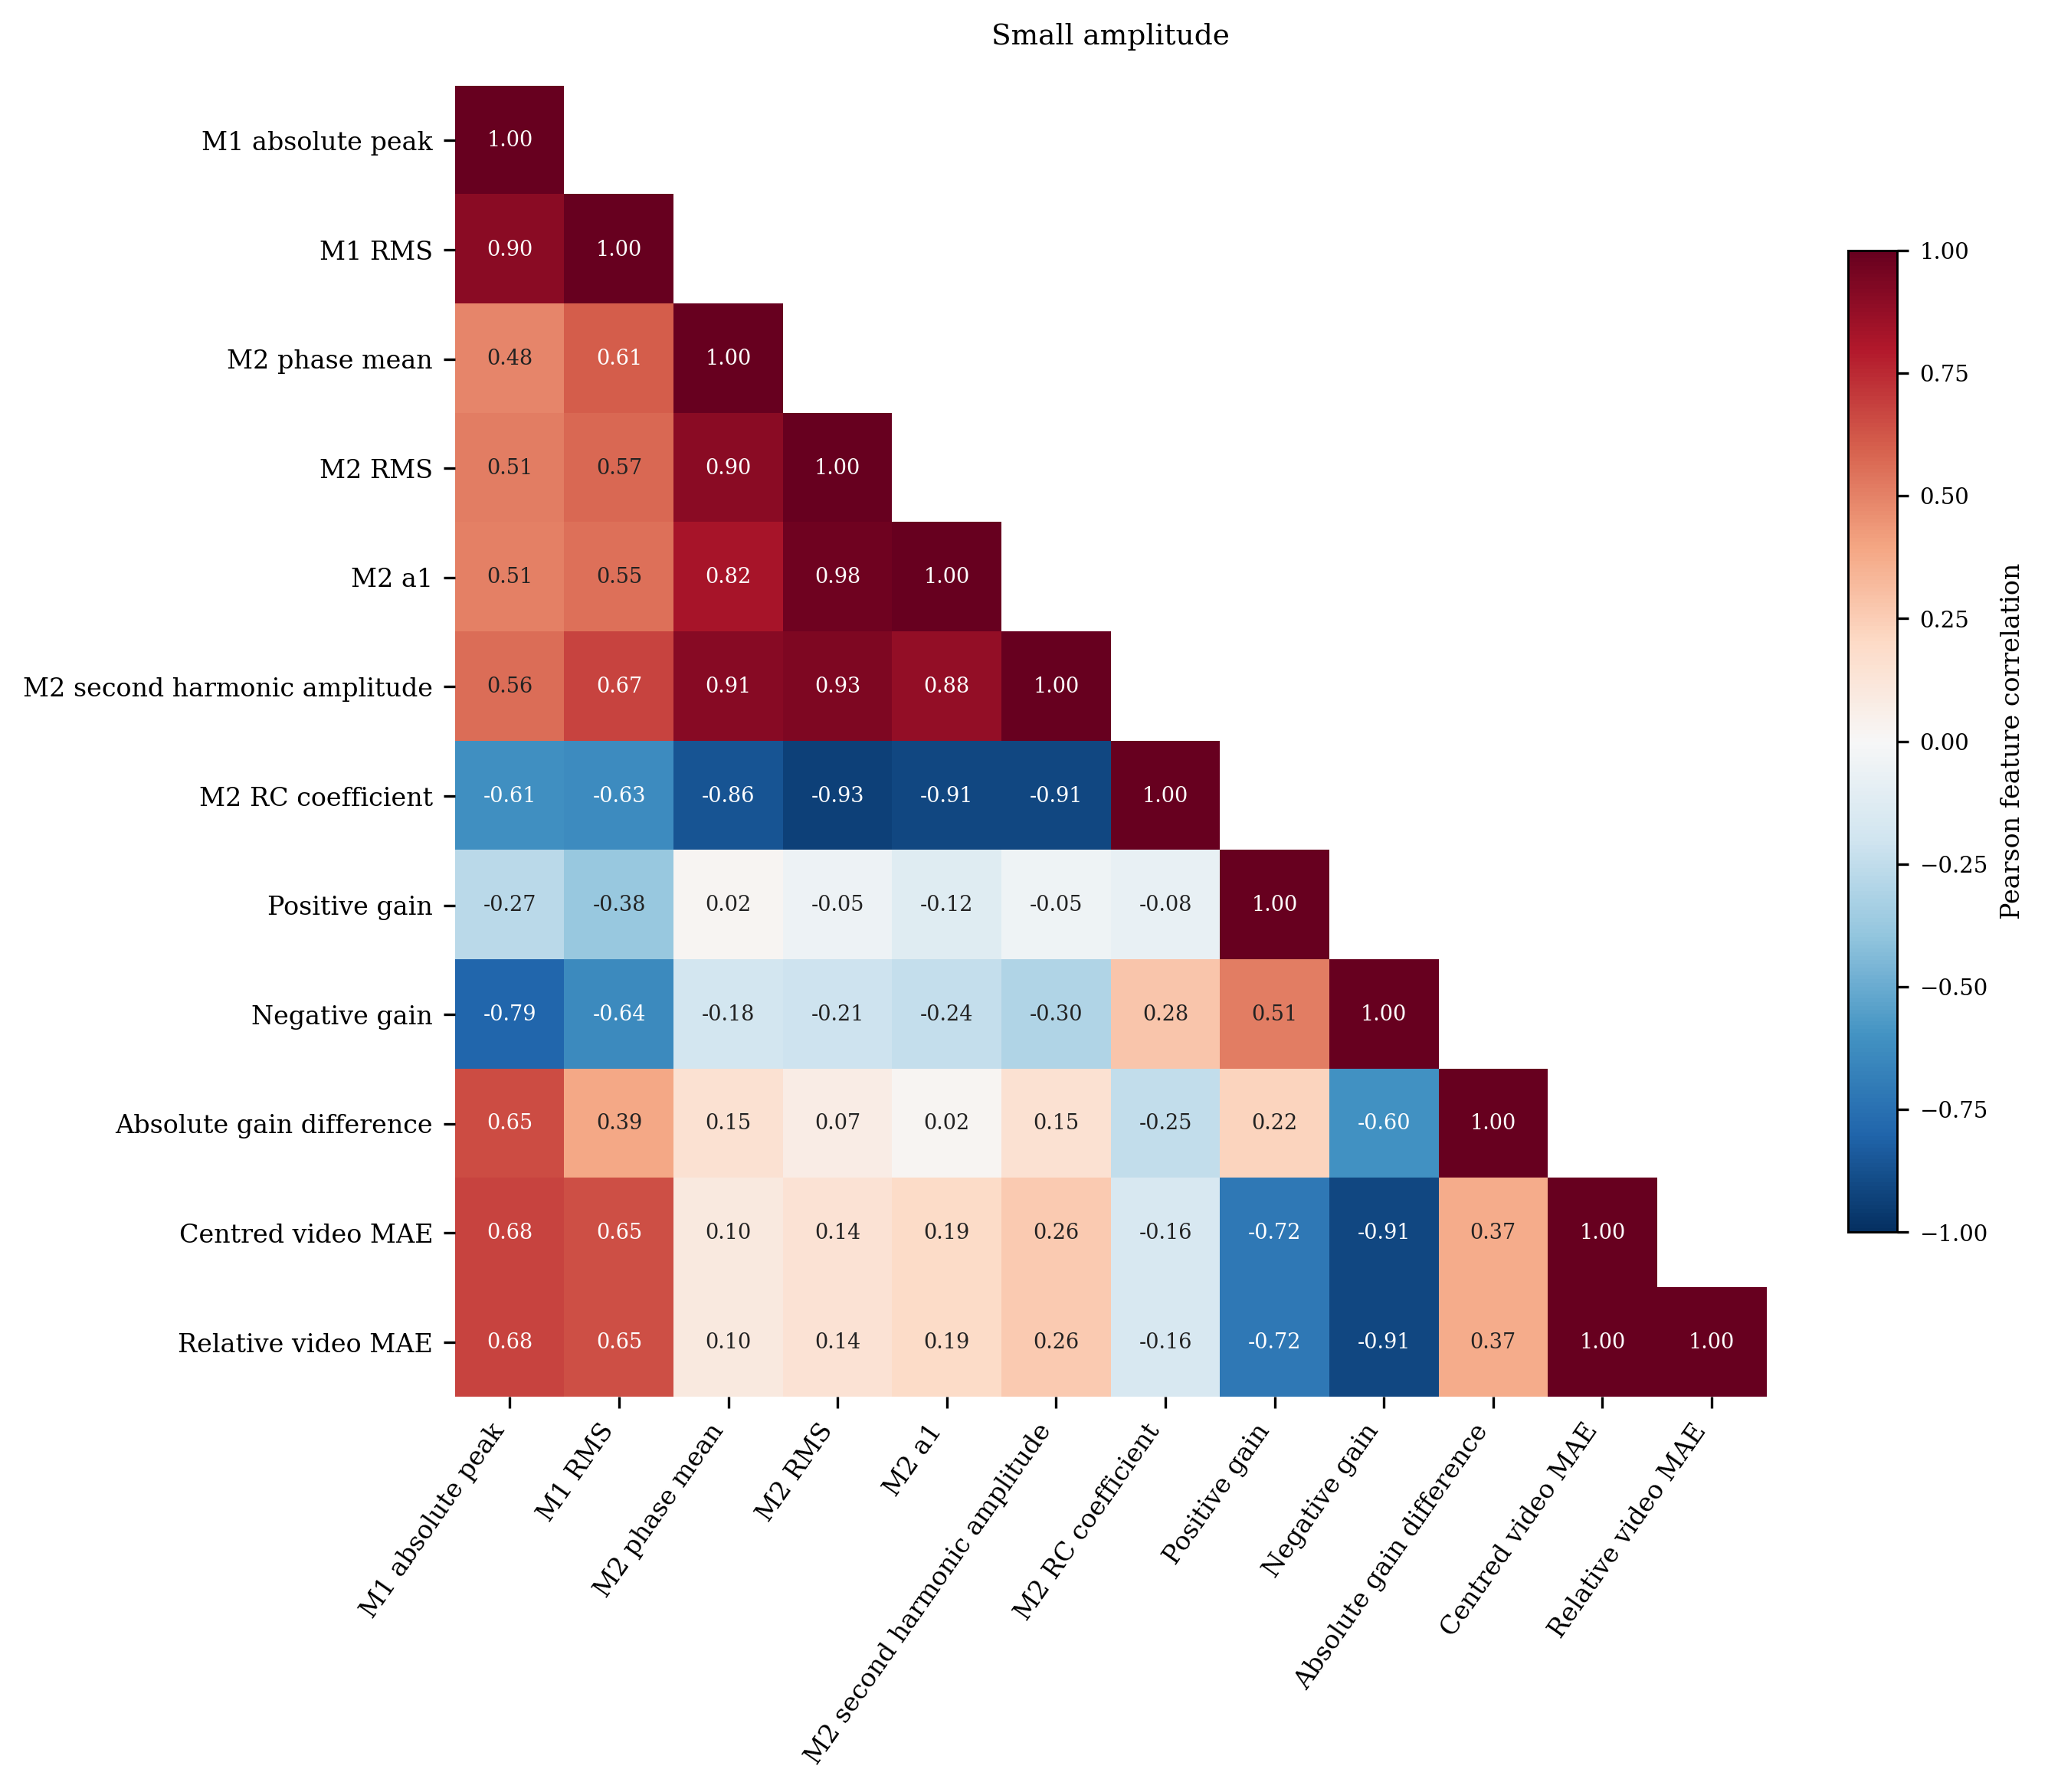 Small amplitude
M1 absolute peak 1.00
M1 RMS 0.90 1.00
M2 phase mean 0.48 0.61 1.00
M2 RMS 0.51 0.57 0.90 1.00
M2 a1 0.51 0.55 0.82 0.98 1.00
M2 second harmonic amplitude 0.56 0.67 0.91 0.93 0.88 1.00
M2 RC coefficient -0.61 -0.63 -0.86 -0.93 -0.91 -0.91 1.00
Positive gain -0.27 -0.38 0.02 -0.05 -0.12 -0.05 -0.08 1.00
Negative gain -0.79 -0.64 -0.18 -0.21 -0.24 -0.30 0.28 0.51 1.00
Absolute gain difference 0.65 0.39 0.15 0.07 0.02 0.15 -0.25 0.22 -0.60 1.00
Centred video MAE 0.68 0.65 0.10 0.14 0.19 0.26 -0.16 -0.72 -0.91 0.37 1.00
Relative video MAE 0.68 0.65 0.10 0.14 0.19 0.26 -0.16 -0.72 -0.91 0.37 1.00 1.00
M1 absolute peak
M1 RMS
M2 phase mean
M2 RMS
M2 a1
M2 second harmonic amplitude
M2 RC coefficient
Positive gain
Negative gain
Absolute gain difference
Centred video MAE
Relative video MAE
1.00
0.75
0.50
0.25
0.00
−0.25
−0.50
−0.75
−1.00
Pearson feature correlation